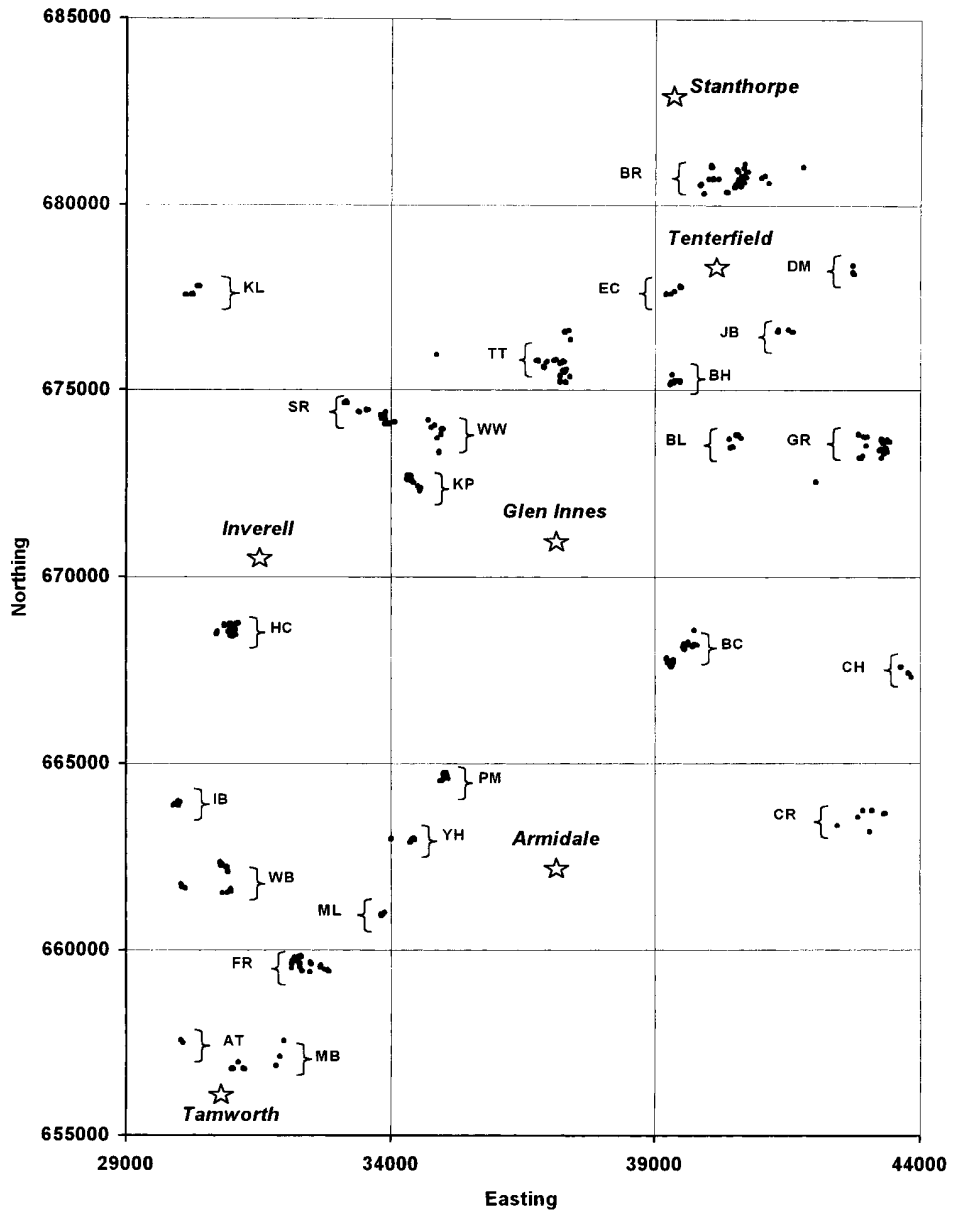 685000
Stanthorpe
BR
680000
Tenterfield
DM
KL
EC
JB
TT
BH
675000
SR
WW
BL
GR
KP
Glen Innes
Inverell
Northing
670000
HC
BC
CH
665000
PM
IB
CR
YH
Armidale
WB
ML
660000
FR
AT
MB
Tamworth
655000
29000 34000 39000 44000
Easting